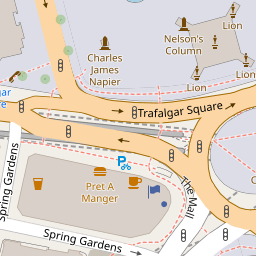 Lion
Nelson's
Column
Charles
James
Napier
Lion
Lion
Trafalgar Square
Spring Gardens
Pret A
Manger
The Mall
Spring Gardens